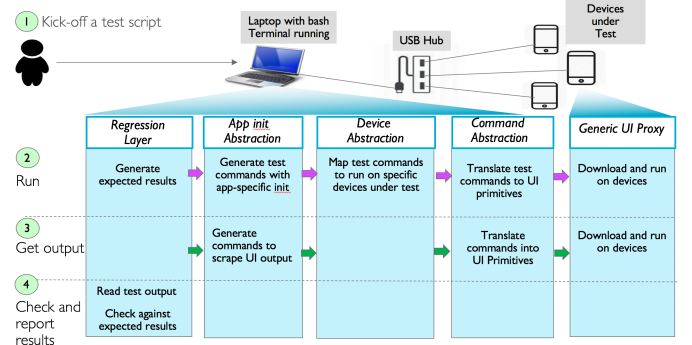 1 Kick-off a test script
Laptop with bash
Terminal running
USB Hub
Devices
under
Test
Regression
Layer
App init
Abstraction
Device
Abstraction
Command
Abstraction
Generic UI Proxy
2
Run
Generate
expected results
Generate test
commands with
app-specific init
Map test commands
to run on specific
devices under test
Translate test
commands to UI
primitives
Download and run
on devices
3
Get output
Generate
commands to
scrape UI output
Translate
commands into
UI Primitives
Download and run
on devices
4
Check and
report
results
Read test output
Check against
expected results